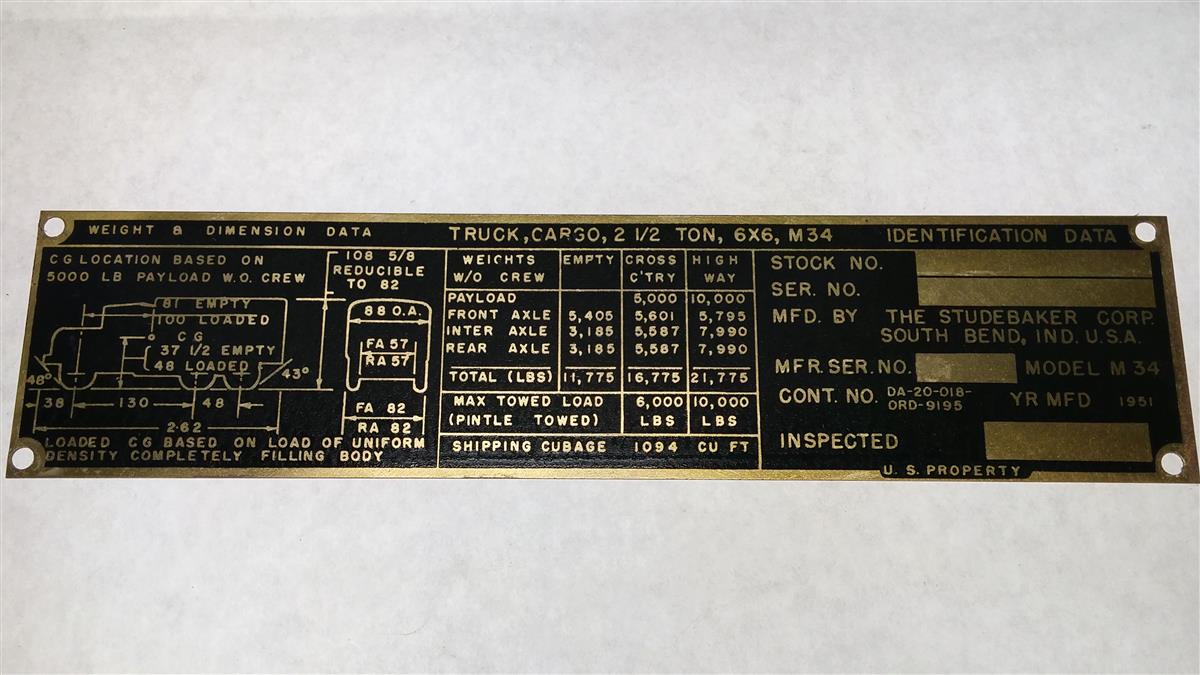 WEIGHT & DIMENSION DATA
TRUCK, CARGO, 2 1/2 TON, 6X6, M34
IDENTIFICATION DATA
CG LOCATION BASED ON
5000 LB PAYLOAD W.O. CREW
108 5/8
REDUCIBLE
TO 82
81 EMPTY
100 LOADED
CG
37 1/2 EMPTY
48 LOADED
48°
43°
38
130
48
2·62
88 O.A.
FA 57
RA 57
FA 82
RA 82
LOADED CG BASED ON LOAD OF UNIFORM
DENSITY COMPLETELY FILLING BODY
WEIGHTS EMPTY CROSS HIGH
W/O CREW C'TRY WAY
PAYLOAD 5,000 10,000
FRONT AXLE 5,405 5,601 5,795
INTER AXLE 3,185 5,587 7,990
REAR AXLE 3,185 5,587 7,990
TOTAL (LBS) 11,775 16,775 21,775
MAX TOWED LOAD 6,000 10,000
(PINTLE TOWED) LBS LBS
SHIPPING CUBAGE 1094 CU FT
STOCK NO.
SER. NO.
MFD. BY THE STUDEBAKER CORP.
SOUTH BEND, IND. U.S.A.
MFR. SER. NO. MODEL M 34
CONT. NO. DA-20-018-
ORD-9195 YR MFD 1951
INSPECTED
U. S. PROPERTY